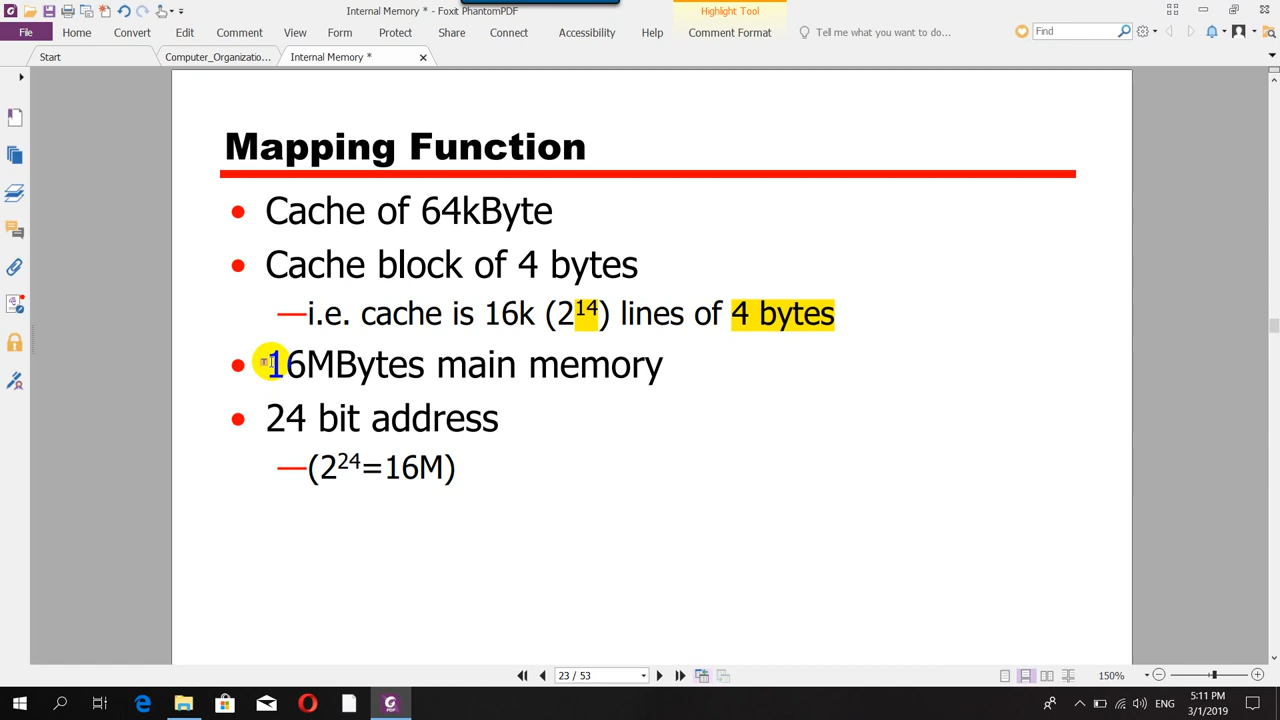 Internal Memory * - Foxit PhantomPDF
Highlight Tool
File
Home
Convert
Edit
Comment
View
Form
Protect
Share
Connect
Accessibility
Help
Comment Format
Tell me what you want to do...
Find
Start
Computer_Organizatio...
Internal Memory *
Mapping Function
• Cache of 64kByte
• Cache block of 4 bytes
—i.e. cache is 16k (2¹⁴) lines of 4 bytes
• 16MBytes main memory
• 24 bit address
—(2²⁴=16M)
23 / 53
150%
ENG
5:11 PM
3/1/2019